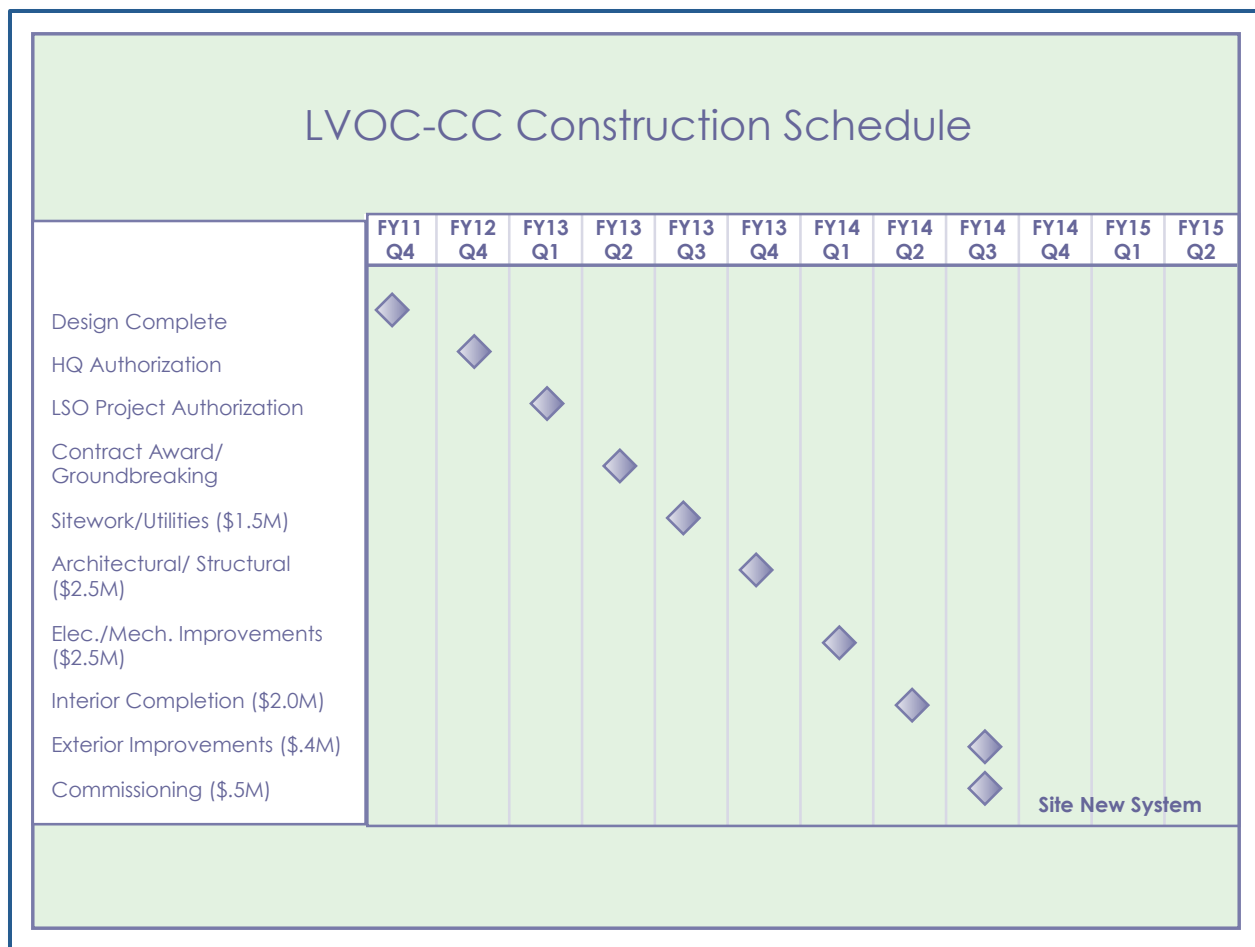 LVOC-CC Construction Schedule
FY11 FY12 FY13 FY13 FY13 FY13 FY14 FY14 FY14 FY14 FY15 FY15
Q4 Q4 Q1 Q2 Q3 Q4 Q1 Q2 Q3 Q4 Q1 Q2
Design Complete
HQ Authorization
LSO Project Authorization
Contract Award/
Groundbreaking
Sitework/Utilities ($1.5M)
Architectural/ Structural
($2.5M)
Elec./Mech. Improvements
($2.5M)
Interior Completion ($2.0M)
Exterior Improvements ($.4M)
Commissioning ($.5M)
Site New System